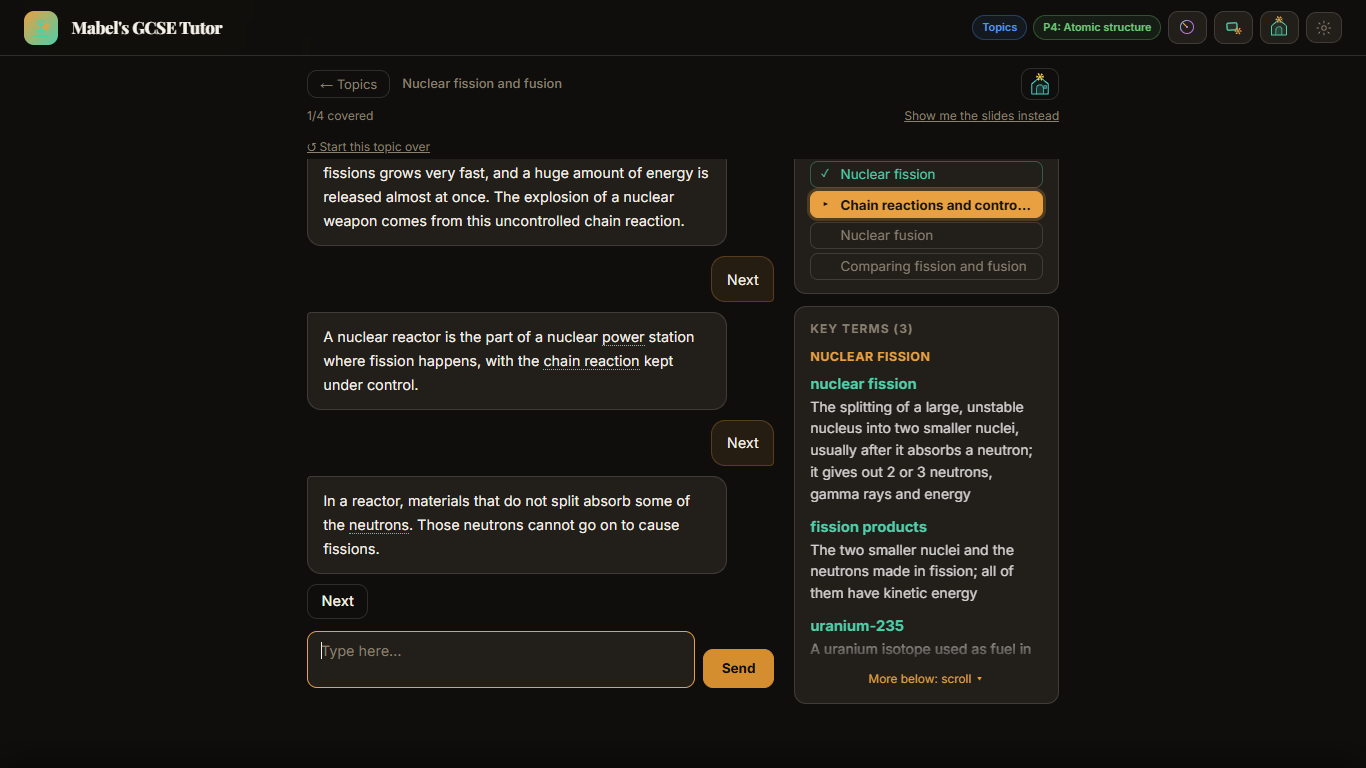 Mabel's GCSE Tutor
Topics
P4: Atomic structure
← Topics
Nuclear fission and fusion
1/4 covered
Show me the slides instead
↺ Start this topic over
fissions grows very fast, and a huge amount of energy is
released almost at once. The explosion of a nuclear
weapon comes from this uncontrolled chain reaction.
Next
A nuclear reactor is the part of a nuclear power station
where fission happens, with the chain reaction kept
under control.
Next
In a reactor, materials that do not split absorb some of
the neutrons. Those neutrons cannot go on to cause
fissions.
Next
Type here...
Send
✓ Nuclear fission
‣ Chain reactions and contro...
Nuclear fusion
Comparing fission and fusion
KEY TERMS (3)
NUCLEAR FISSION
nuclear fission
The splitting of a large, unstable
nucleus into two smaller nuclei,
usually after it absorbs a neutron;
it gives out 2 or 3 neutrons,
gamma rays and energy
fission products
The two smaller nuclei and the
neutrons made in fission; all of
them have kinetic energy
uranium-235
A uranium isotope used as fuel in
More below: scroll ▾